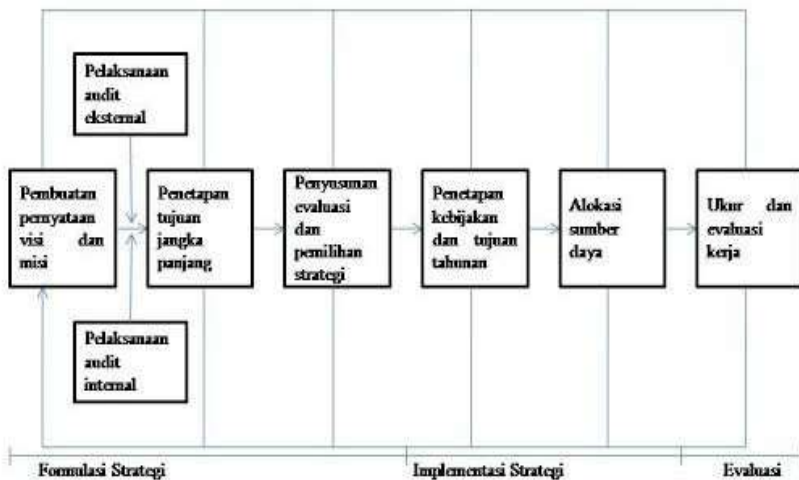 Pelaksanaan
audit
eksternal
Pembuatan
pernyataan
visi dan
misi
Penetapan
tujuan
jangka
panjang
Penyusunan
evaluasi
dan
pemilihan
strategi
Penetapan
kebijakan
dan tujuan
tahunan
Alokasi
sumber
daya
Ukur dan
evaluasi
kerja
Pelaksanaan
audit
internal
Formulasi Strategi
Implementasi Strategi
Evaluasi